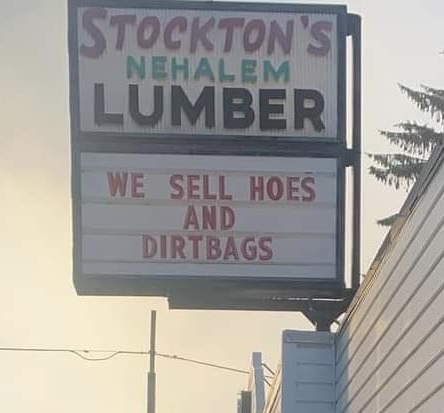 STOCKTON'S
NEHALEM
LUMBER
WE SELL HOES
AND
DIRTBAGS